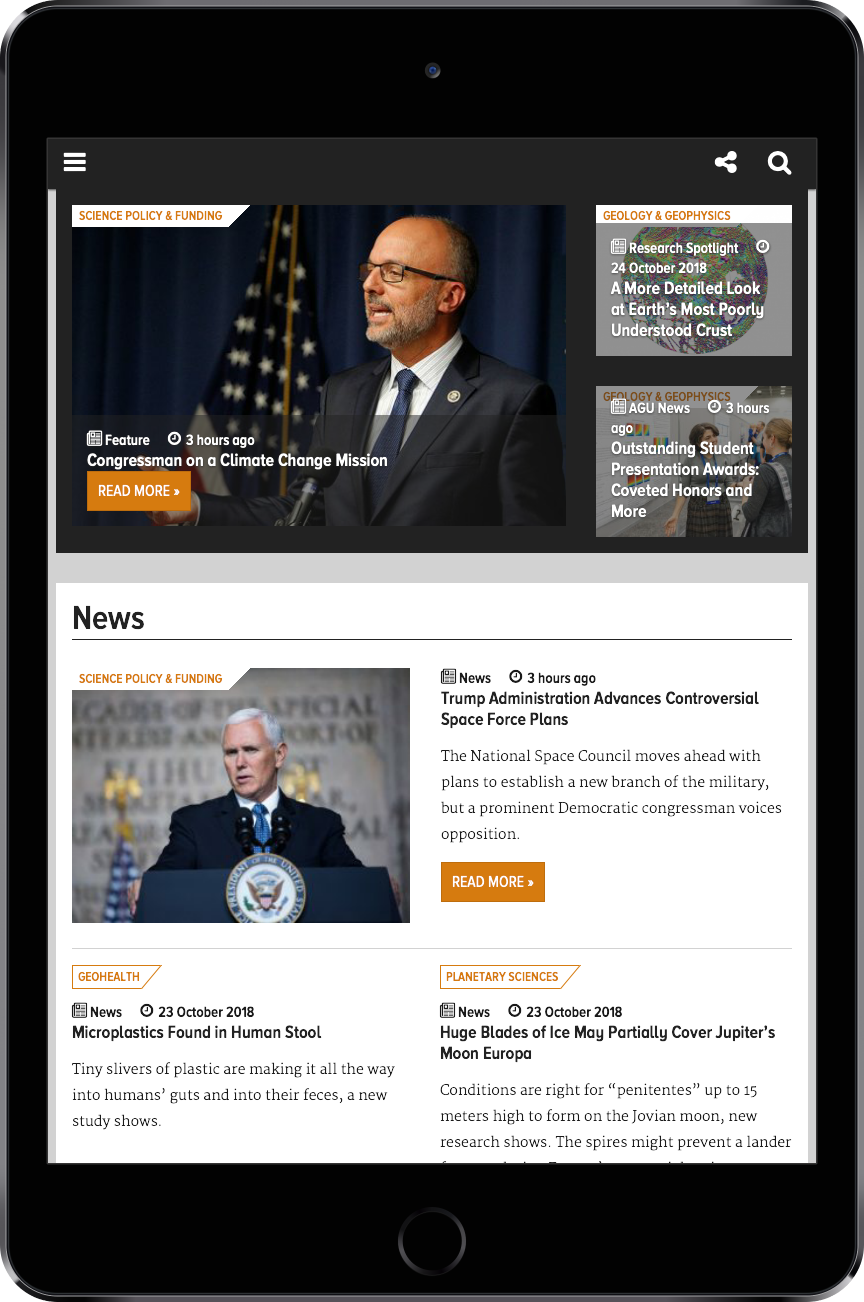 SCIENCE POLICY & FUNDING
Feature 3 hours ago
Congressman on a Climate Change Mission
READ MORE »
GEOLOGY & GEOPHYSICS
Research Spotlight
24 October 2018
A More Detailed Look
at Earth's Most Poorly
Understood Crust
GEOLOGY & GEOPHYSICS
AGU News 3 hours
ago
Outstanding Student
Presentation Awards:
Coveted Honors and
More
News
SCIENCE POLICY & FUNDING
News 3 hours ago
Trump Administration Advances Controversial
Space Force Plans
The National Space Council moves ahead with
plans to establish a new branch of the military,
but a prominent Democratic congressman voices
opposition.
READ MORE »
GEOHEALTH
News 23 October 2018
Microplastics Found in Human Stool
Tiny slivers of plastic are making it all the way
into humans' guts and into their feces, a new
study shows.
PLANETARY SCIENCES
News 23 October 2018
Huge Blades of Ice May Partially Cover Jupiter's
Moon Europa
Conditions are right for “penitentes” up to 15
meters high to form on the Jovian moon, new
research shows. The spires might prevent a lander